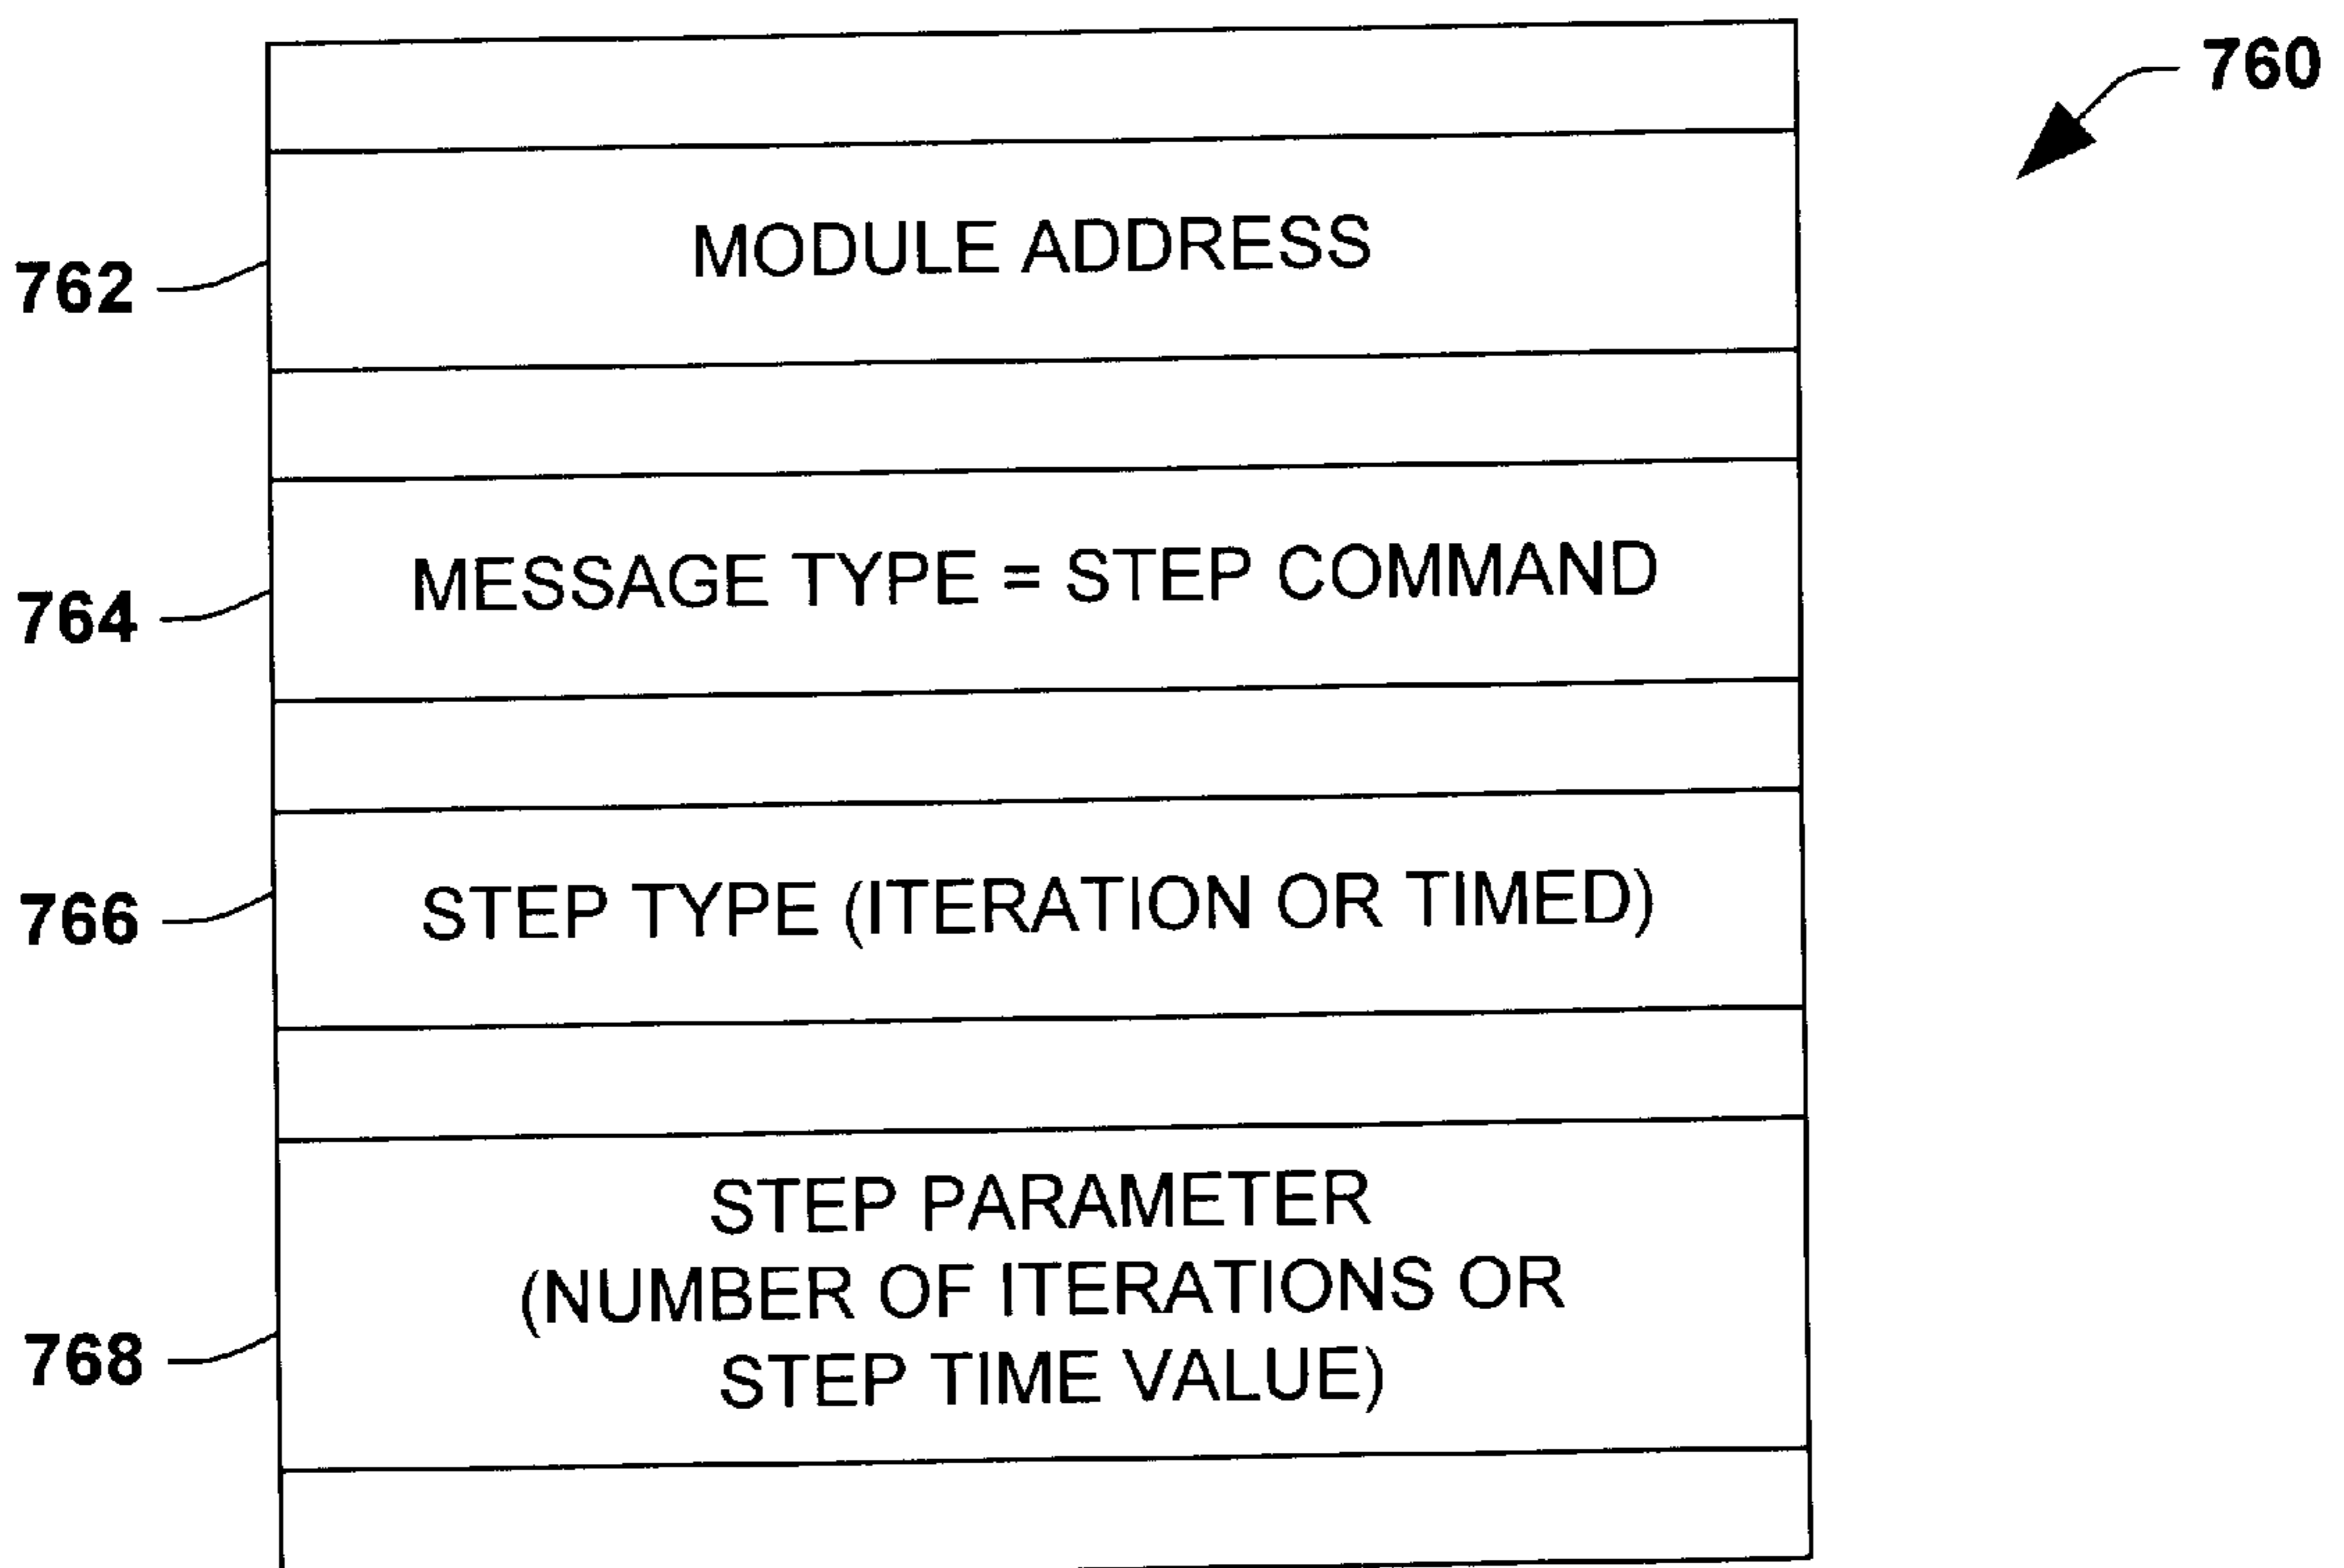 760
762
MODULE ADDRESS
764
MESSAGE TYPE = STEP COMMAND
766
STEP TYPE (ITERATION OR TIMED)
768
STEP PARAMETER
(NUMBER OF ITERATIONS OR
STEP TIME VALUE)